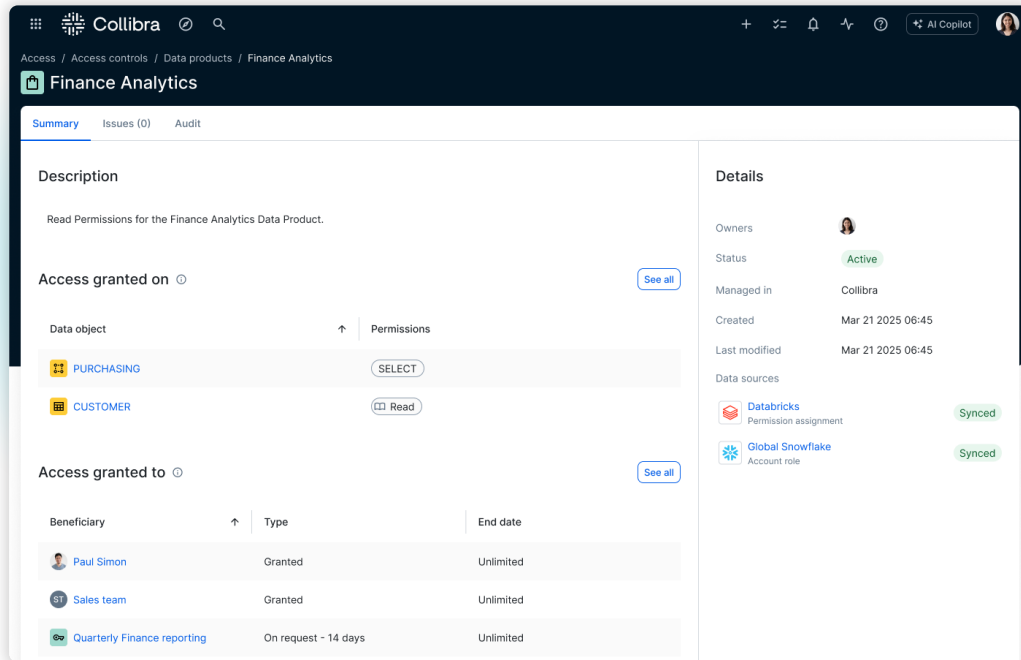 Collibra
AI Copilot
Access / Access controls / Data products / Finance Analytics
Finance Analytics
Summary Issues (0) Audit
Description
Read Permissions for the Finance Analytics Data Product.
Access granted on
See all
Data object Permissions
PURCHASING SELECT
CUSTOMER Read
Access granted to
See all
Beneficiary Type End date
Paul Simon Granted Unlimited
ST Sales team Granted Unlimited
Quarterly Finance reporting On request - 14 days Unlimited
Details
Owners
Status Active
Managed in Collibra
Created Mar 21 2025 06:45
Last modified Mar 21 2025 06:45
Data sources
Databricks
Permission assignment
Synced
Global Snowflake
Account role
Synced